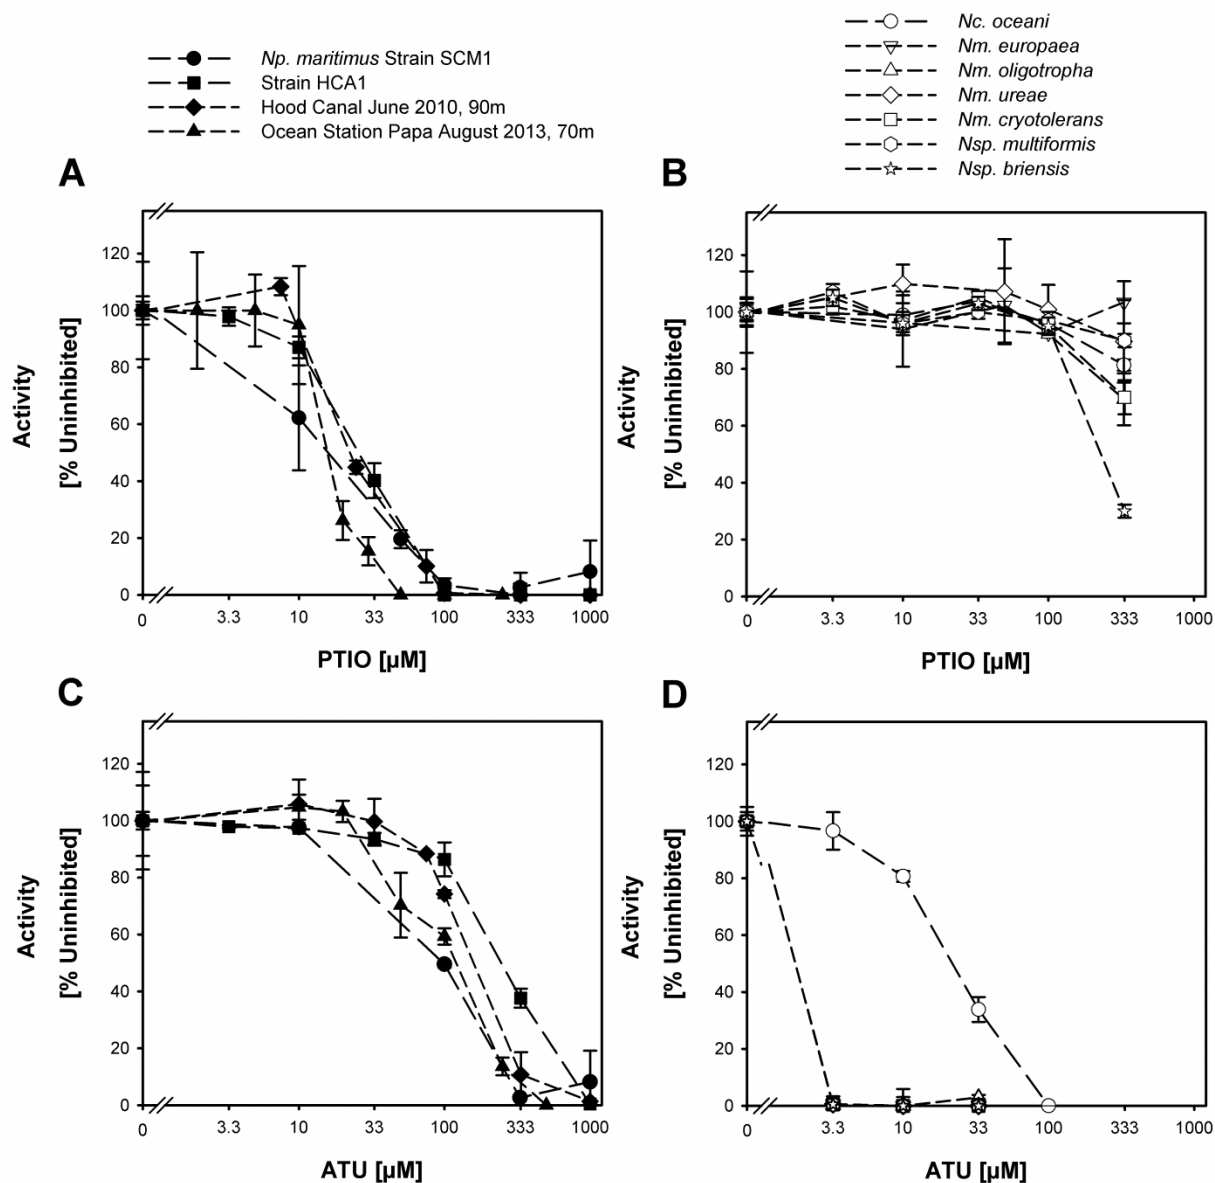 Np. maritimus Strain SCM1
Strain HCA1
Hood Canal June 2010, 90m
Ocean Station Papa August 2013, 70m
Nc. oceani
Nm. europaea
Nm. oligotropha
Nm. ureae
Nm. cryotolerans
Nsp. multiformis
Nsp. briensis
A
120
100
80
60
40
20
0
Activity
[% Uninhibited]
0 3.3 10 33 100 333 1000
PTIO [µM]
B
120
100
80
60
40
20
0
Activity
[% Uninhibited]
0 3.3 10 33 100 333 1000
PTIO [µM]
C
120
100
80
60
40
20
0
Activity
[% Uninhibited]
0 3.3 10 33 100 333 1000
ATU [µM]
D
120
100
80
60
40
20
0
Activity
[% Uninhibited]
0 3.3 10 33 100 333 1000
ATU [µM]